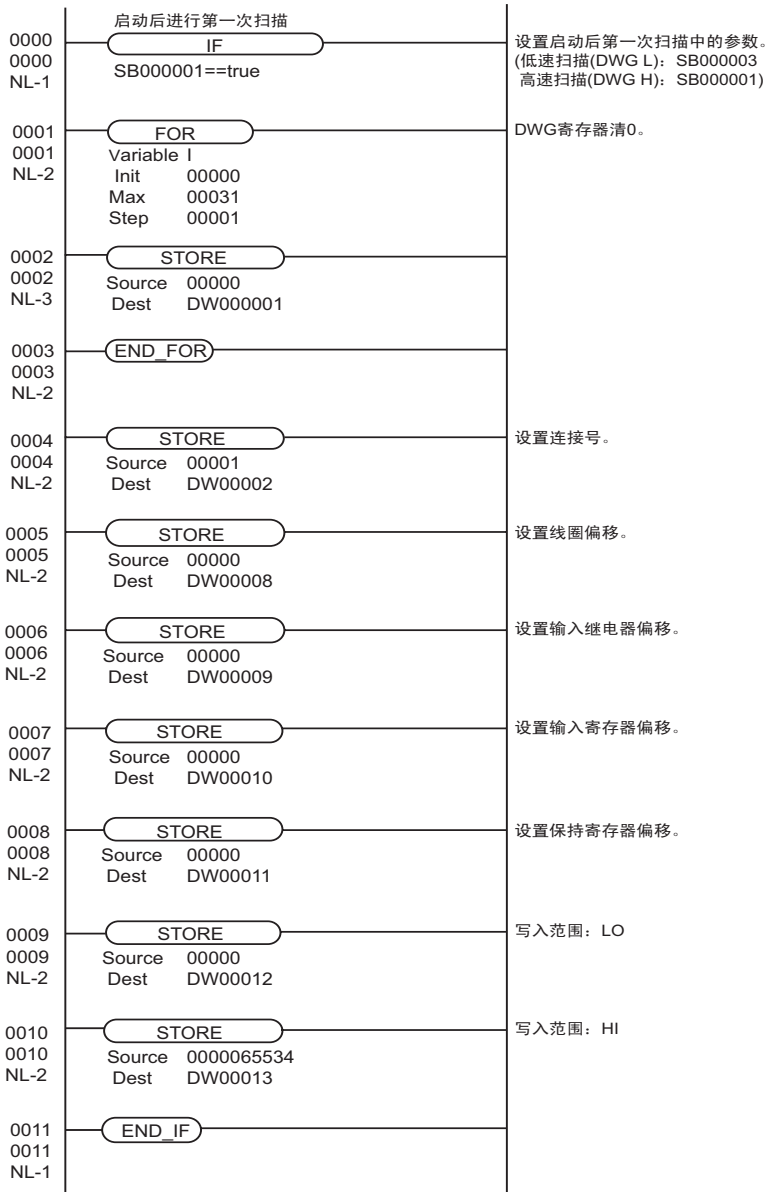 启动后进行第一次扫描
0000
0000
NL-1
IF
SB000001==true
设置启动后第一次扫描中的参数。
(低速扫描(DWG L)：SB000003
高速扫描(DWG H)：SB000001)
0001
0001
NL-2
FOR
Variable I
Init 00000
Max 00031
Step 00001
DWG寄存器清0。
0002
0002
NL-3
STORE
Source 00000
Dest DW000001
0003
0003
NL-2
END_FOR
0004
0004
NL-2
STORE
Source 00001
Dest DW00002
设置连接号。
0005
0005
NL-2
STORE
Source 00000
Dest DW00008
设置线圈偏移。
0006
0006
NL-2
STORE
Source 00000
Dest DW00009
设置输入继电器偏移。
0007
0007
NL-2
STORE
Source 00000
Dest DW00010
设置输入寄存器偏移。
0008
0008
NL-2
STORE
Source 00000
Dest DW00011
设置保持寄存器偏移。
0009
0009
NL-2
STORE
Source 00000
Dest DW00012
写入范围：LO
0010
0010
NL-2
STORE
Source 0000065534
Dest DW00013
写入范围：HI
0011
0011
NL-1
END_IF